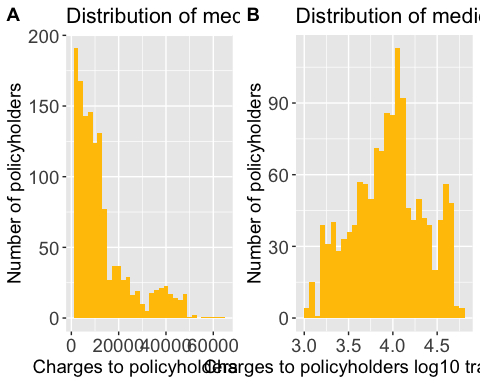 A
Distribution of med
B
Distribution of medic
Number of policyholders
200
150
100
50
0
0
20000
40000
60000
Charges to policyholders
Number of policyholders
90
60
30
0
3.0
3.5
4.0
4.5
Charges to policyholders log10 tra